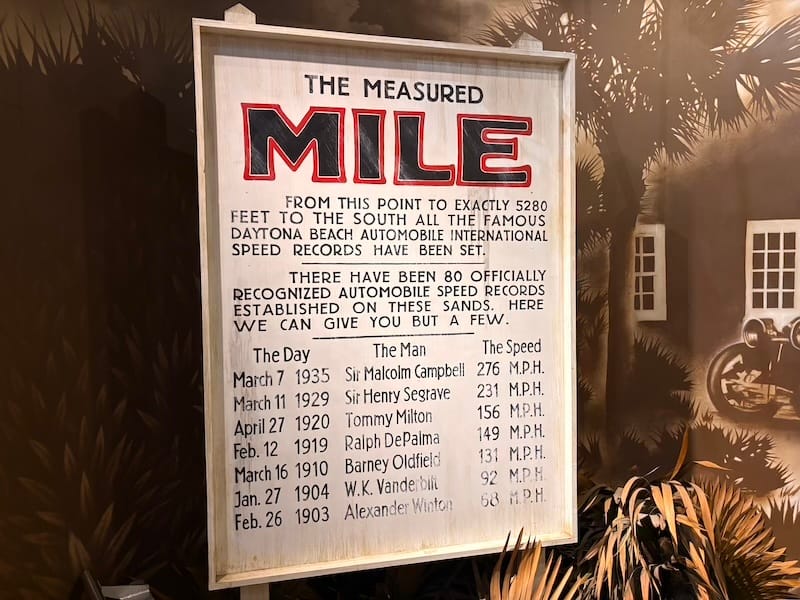 THE MEASURED
MILE
FROM THIS POINT TO EXACTLY 5280
FEET TO THE SOUTH ALL THE FAMOUS
DAYTONA BEACH AUTOMOBILE INTERNATIONAL
SPEED RECORDS HAVE BEEN SET.
THERE HAVE BEEN 80 OFFICIALLY
RECOGNIZED AUTOMOBILE SPEED RECORDS
ESTABLISHED ON THESE SANDS. HERE
WE CAN GIVE YOU BUT A FEW.
The Day The Man The Speed
March 7 1935 Sir Malcolm Campbell 276 M.P.H.
March 11 1929 Sir Henry Segrave 231 M.P.H.
April 27 1920 Tommy Milton 156 M.P.H.
Feb. 12 1919 Ralph DePalma 149 M.P.H.
March 16 1910 Barney Oldfield 131 M.P.H.
Jan. 27 1904 W.K. Vanderbilt 92 M.P.H.
Feb. 26 1903 Alexander Winton 68 M.P.H.